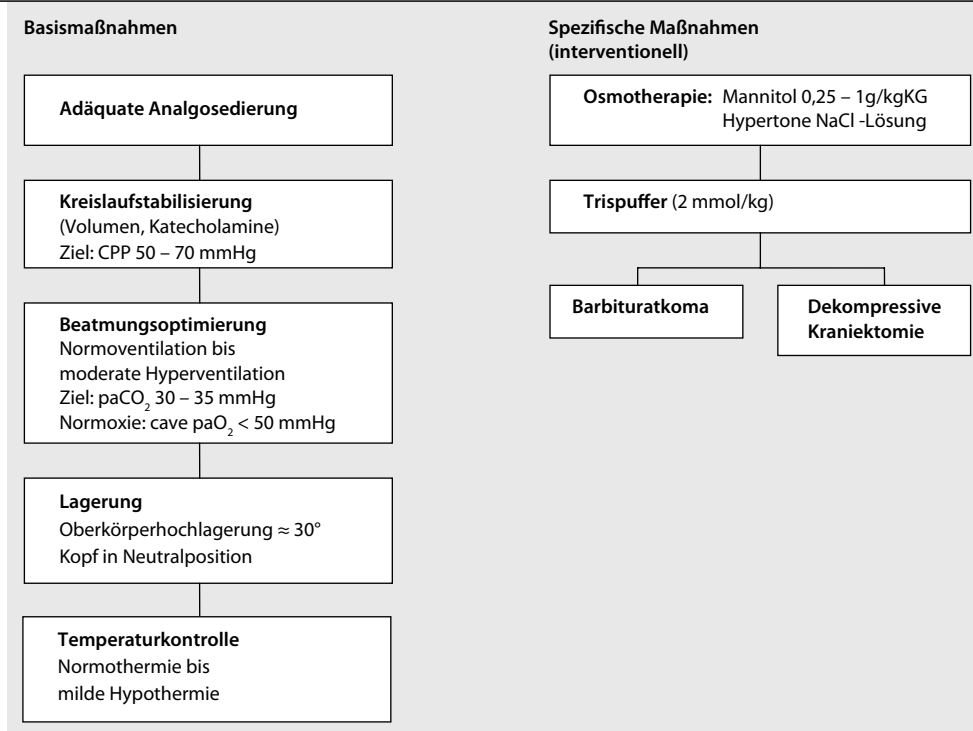 Basismaßnahmen
Adäquate Analgosedierung
Kreislaufstabilisierung
(Volumen, Katecholamine)
Ziel: CPP 50 – 70 mmHg
Beatmungsoptimierung
Normoventilation bis
moderate Hyperventilation
Ziel: paCO₂ 30 – 35 mmHg
Normoxie: cave paO₂ < 50 mmHg
Lagerung
Oberkörperhochlagerung ≈ 30°
Kopf in Neutralposition
Temperaturkontrolle
Normothermie bis
milde Hypothermie
Spezifische Maßnahmen
(interventionell)
Osmotherapie: Mannitol 0,25 – 1g/kgKG
Hypertone NaCl -Lösung
Trispuffer (2 mmol/kg)
Barbituratkoma
Dekompressive
Kraniektomie